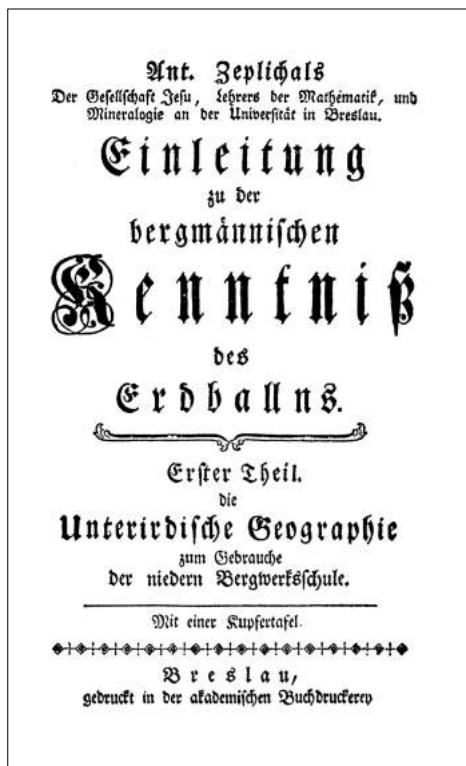 Ant. Zeplichals
Der Gesellschaft Jesu, Lehrers der Mathematik, und
Mineralogie an der Universität in Breslau.
Einleitung
zu der
bergmännischen
Kenntniß
des
Erdballns.
Erster Theil.
die
Unterirdische Geographie
zum Gebrauche
der niedern Bergwerksschule.
Mit einer Kupfertafel.
Breslau,
gedruckt in der akademischen Buchdruckerey